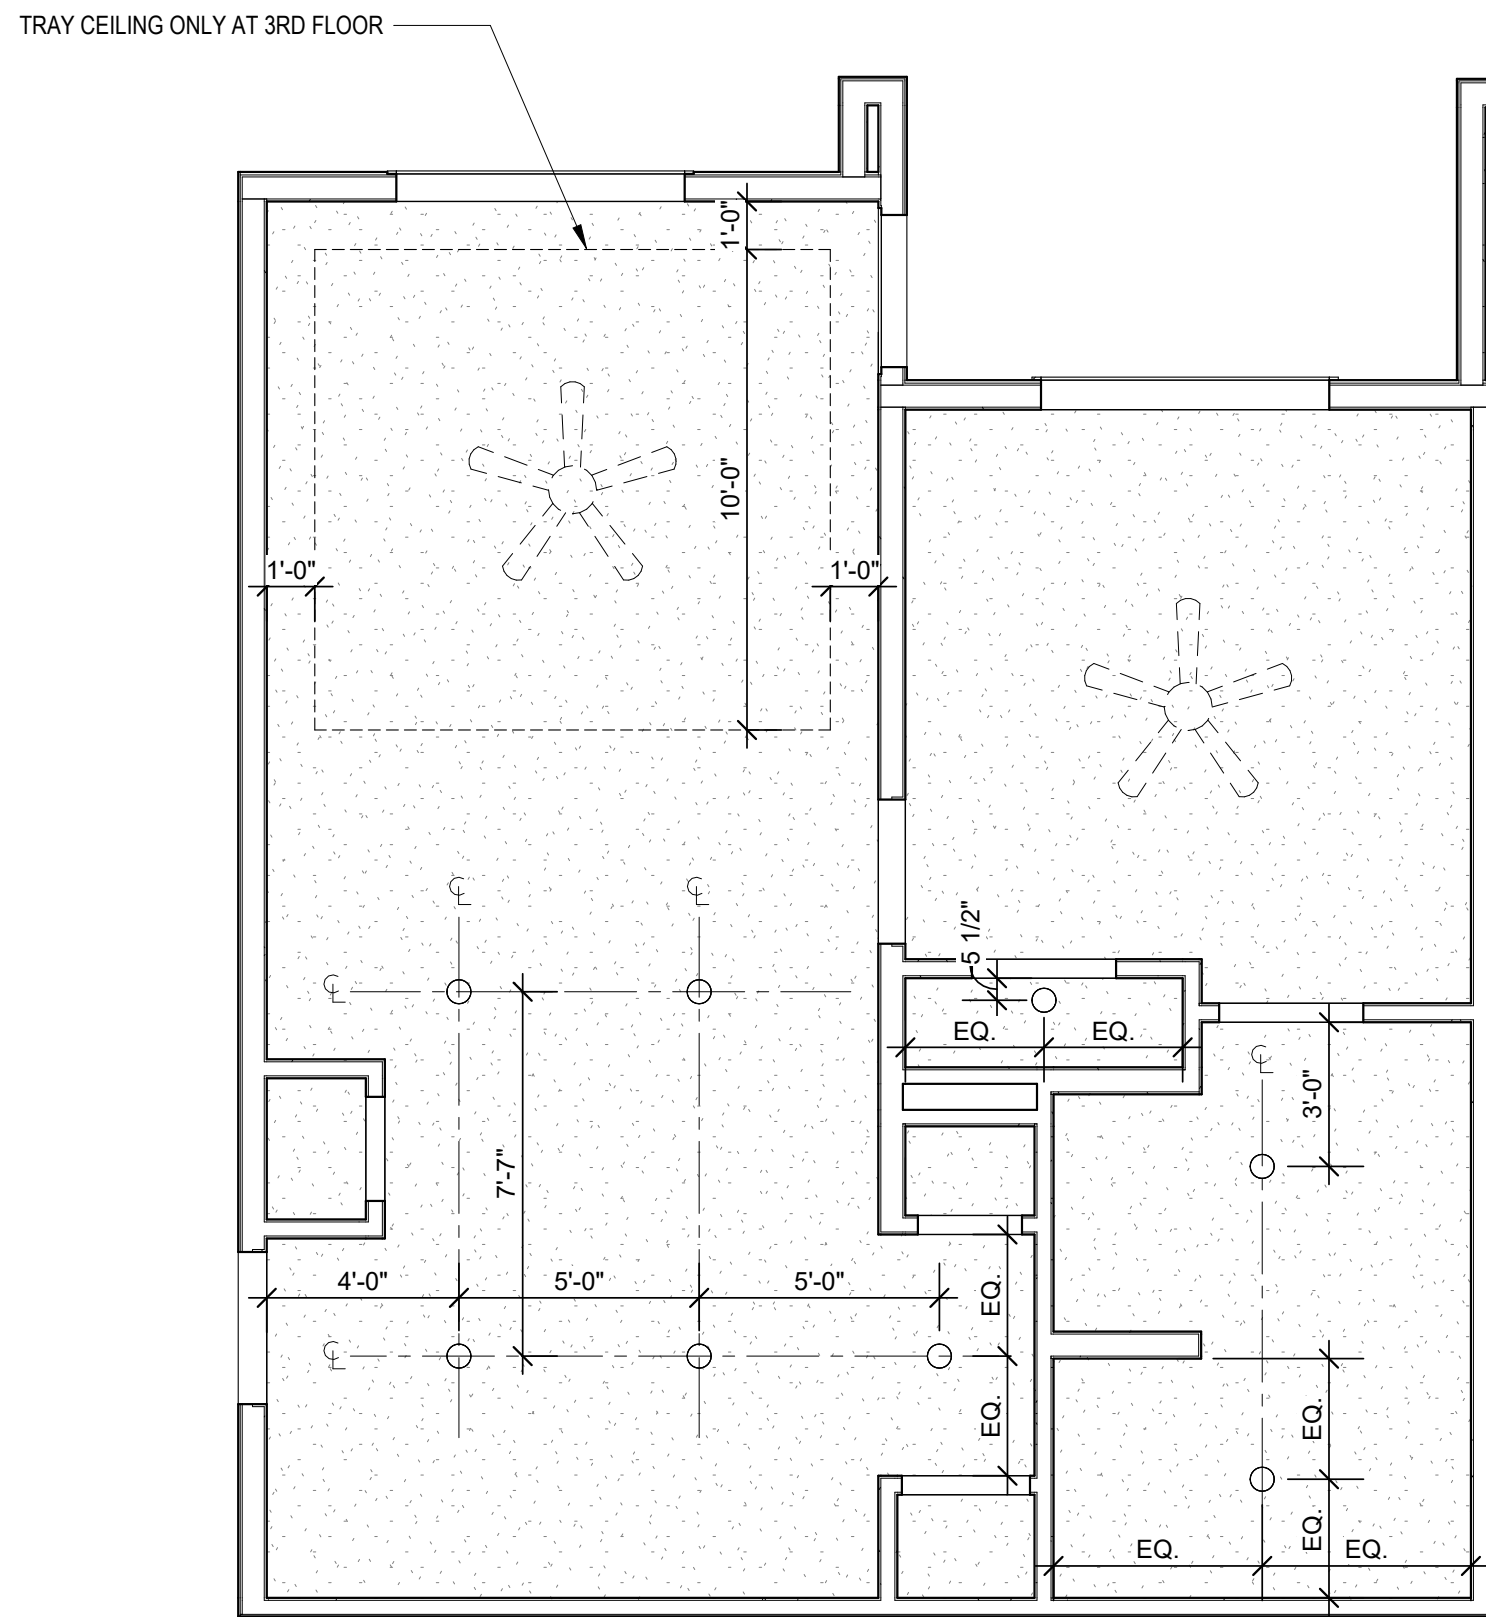 TRAY CEILING ONLY AT 3RD FLOOR
1'-0"
10'-0"
1'-0"
1'-0"
℄
℄
5 1/2"
℄
EQ.
EQ.
℄
3'-0"
7'-7"
4'-0"
5'-0"
5'-0"
EQ.
℄
EQ.
EQ.
EQ.
EQ.
EQ.